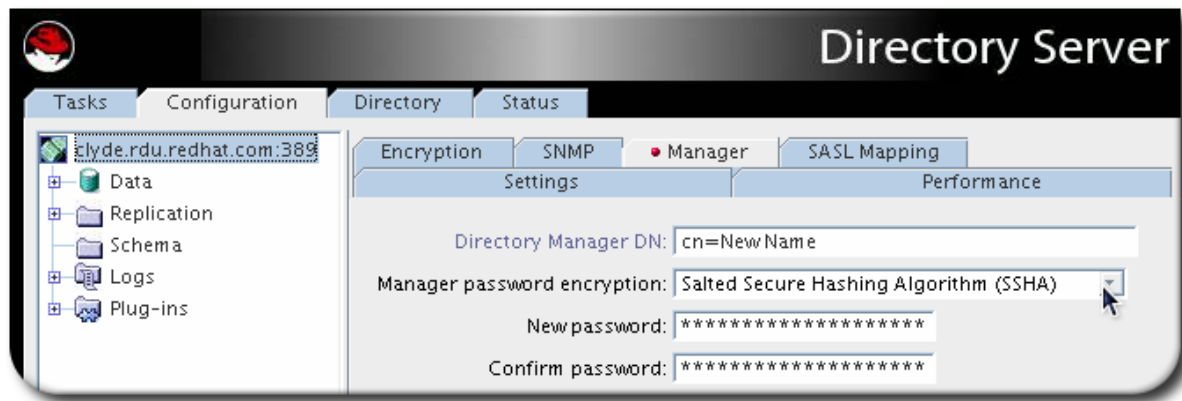 Directory Server
Tasks Configuration Directory Status
clyde.rdu.redhat.com:389
Data
Replication
Schema
Logs
Plug-ins
Encryption SNMP Manager SASL Mapping
Settings Performance
Directory Manager DN: cn=New Name
Manager password encryption: Salted Secure Hashing Algorithm (SSHA)
New password: ********************
Confirm password: ********************